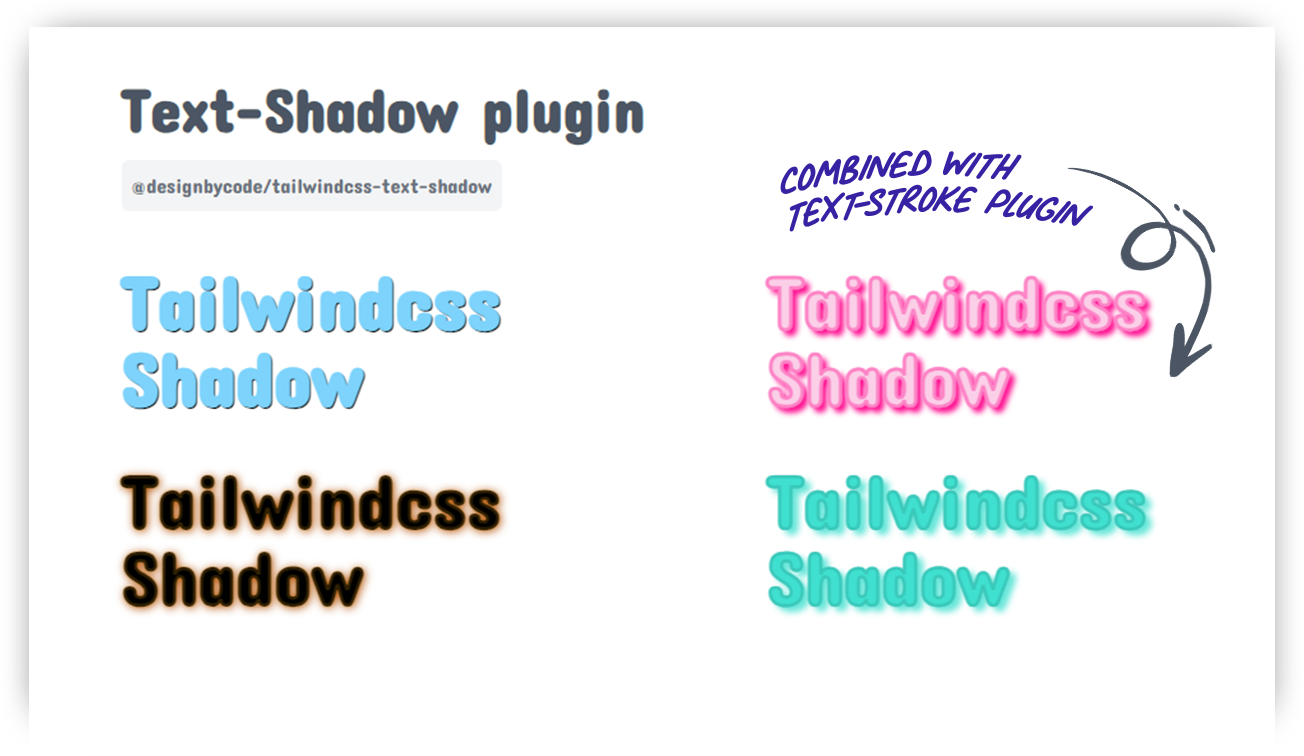 Text-Shadow plugin
@designbycode/tailwindcss-text-shadow
COMBINED WITH
TEXT-STROKE PLUGIN
Tailwindcss
Shadow
Tailwindcss
Shadow
Tailwindcss
Shadow
Tailwindcss
Shadow